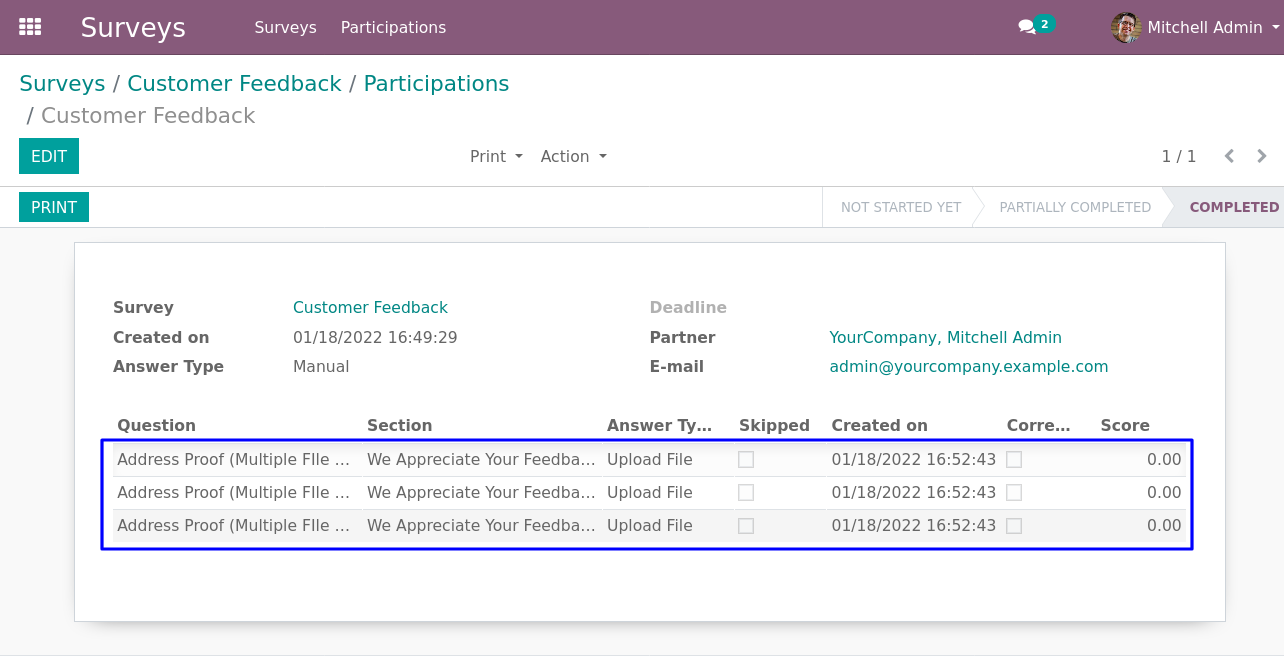 Surveys Surveys Participations 2 Mitchell Admin
Surveys / Customer Feedback / Participations
/ Customer Feedback
EDIT Print Action 1 / 1
PRINT NOT STARTED YET PARTIALLY COMPLETED COMPLETED
Survey Customer Feedback Deadline
Created on 01/18/2022 16:49:29 Partner YourCompany, Mitchell Admin
Answer Type Manual E-mail admin@yourcompany.example.com
Question Section Answer Ty... Skipped Created on Corre... Score
Address Proof (Multiple FIle ... We Appreciate Your Feedba... Upload File 01/18/2022 16:52:43 0.00
Address Proof (Multiple FIle ... We Appreciate Your Feedba... Upload File 01/18/2022 16:52:43 0.00
Address Proof (Multiple FIle ... We Appreciate Your Feedba... Upload File 01/18/2022 16:52:43 0.00